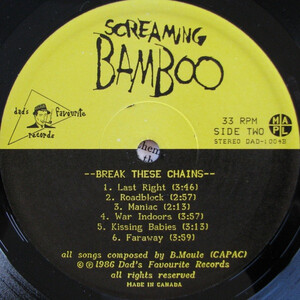 SCREAMING
BAMBOO
dad's favourite
records
33 RPM
SIDE TWO
STEREO DAD-1004B
MAPL
--BREAK THESE CHAINS--
1. Last Right (3:46)
2. Roadblock (2:57)
3. Maniac (2:13)
4. War Indoors (3:57)
5. Kissing Babies (3:13)
6. Faraway (3:59)
all songs composed by B.Moule (CAPAC)
© ℗ 1986 Dad's Favourite Records
all rights reserved
MADE IN CANADA